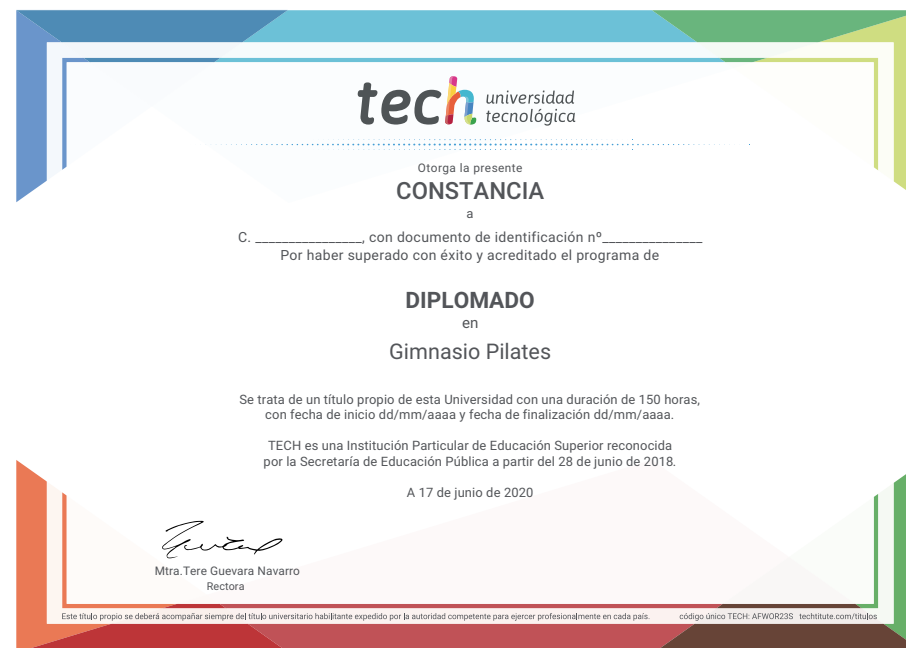 tech universidad
tecnológica
Otorga la presente
CONSTANCIA
a
C. ________________, con documento de identificación nº_______________
Por haber superado con éxito y acreditado el programa de
DIPLOMADO
en
Gimnasio Pilates
Se trata de un título propio de esta Universidad con una duración de 150 horas,
con fecha de inicio dd/mm/aaaa y fecha de finalización dd/mm/aaaa.
TECH es una Institución Particular de Educación Superior reconocida
por la Secretaría de Educación Pública a partir del 28 de junio de 2018.
A 17 de junio de 2020
Mtra.Tere Guevara Navarro
Rectora
Este título propio se deberá acompañar siempre del título universitario habilitante expedido por la autoridad competente para ejercer profesionalmente en cada país. código único TECH: AFWOR23S techtitute.com/titulos